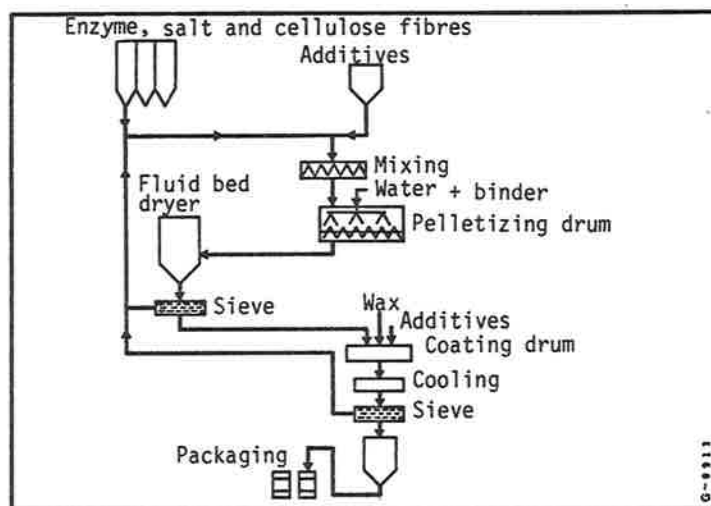 Enzyme, salt and cellulose fibres
Additives
Mixing
Fluid bed
dryer
Water + binder
Pelletizing drum
Sieve
Wax
Additives
Coating drum
Cooling
Sieve
Packaging